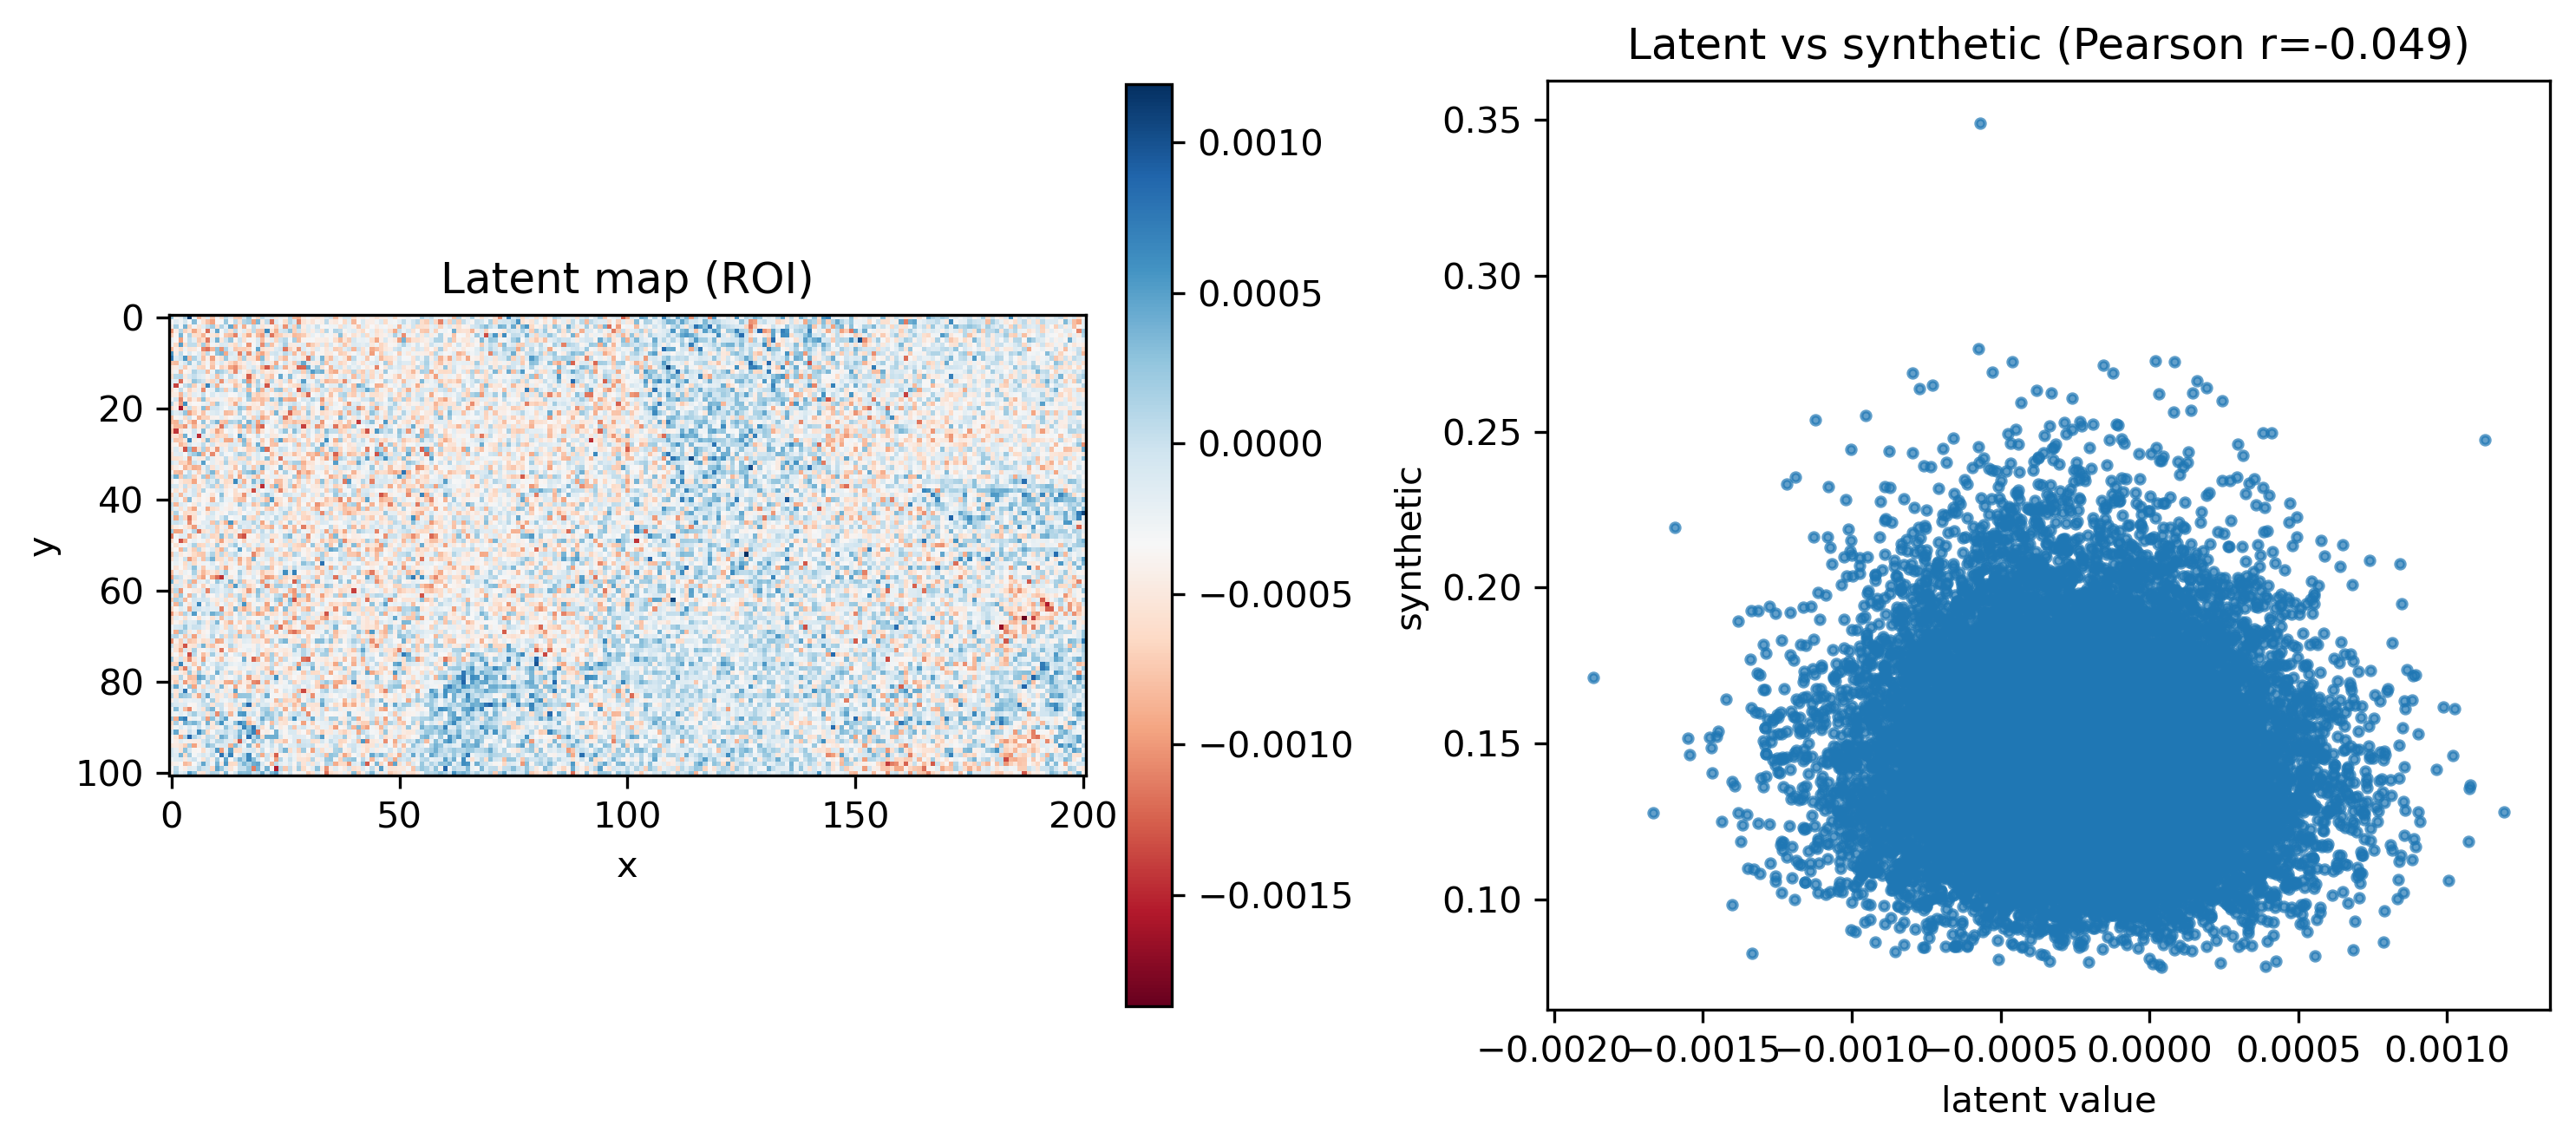 Latent map (ROI)
0
20
40
60
80
100
y
0 50 100 150 200
x
0.0010
0.0005
0.0000
−0.0005
−0.0010
−0.0015
Latent vs synthetic (Pearson r=-0.049)
0.35
0.30
0.25
0.20
0.15
0.10
synthetic
−0.0020 −0.0015 −0.0010 −0.0005 0.0000 0.0005 0.0010
latent value